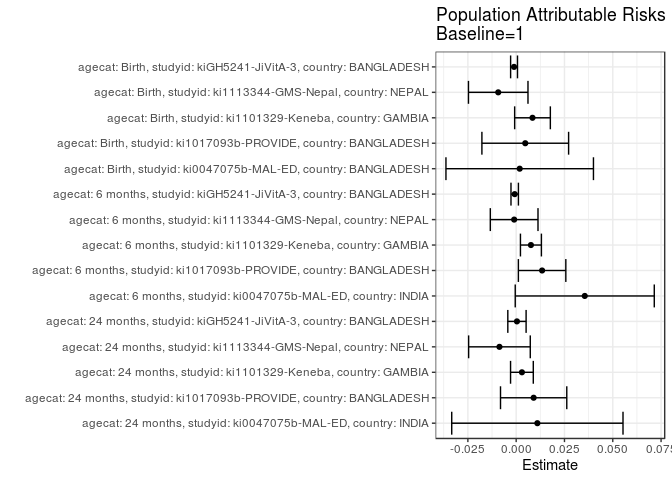 Population Attributable Risks
Baseline=1
agecat: Birth, studyid: kiGH5241-JiVitA-3, country: BANGLADESH
agecat: Birth, studyid: ki1113344-GMS-Nepal, country: NEPAL
agecat: Birth, studyid: ki1101329-Keneba, country: GAMBIA
agecat: Birth, studyid: ki1017093b-PROVIDE, country: BANGLADESH
agecat: Birth, studyid: ki0047075b-MAL-ED, country: BANGLADESH
agecat: 6 months, studyid: kiGH5241-JiVitA-3, country: BANGLADESH
agecat: 6 months, studyid: ki1113344-GMS-Nepal, country: NEPAL
agecat: 6 months, studyid: ki1101329-Keneba, country: GAMBIA
agecat: 6 months, studyid: ki1017093b-PROVIDE, country: BANGLADESH
agecat: 6 months, studyid: ki0047075b-MAL-ED, country: INDIA
agecat: 24 months, studyid: kiGH5241-JiVitA-3, country: BANGLADESH
agecat: 24 months, studyid: ki1113344-GMS-Nepal, country: NEPAL
agecat: 24 months, studyid: ki1101329-Keneba, country: GAMBIA
agecat: 24 months, studyid: ki1017093b-PROVIDE, country: BANGLADESH
agecat: 24 months, studyid: ki0047075b-MAL-ED, country: INDIA
-0.025 0.000 0.025 0.050 0.075
Estimate